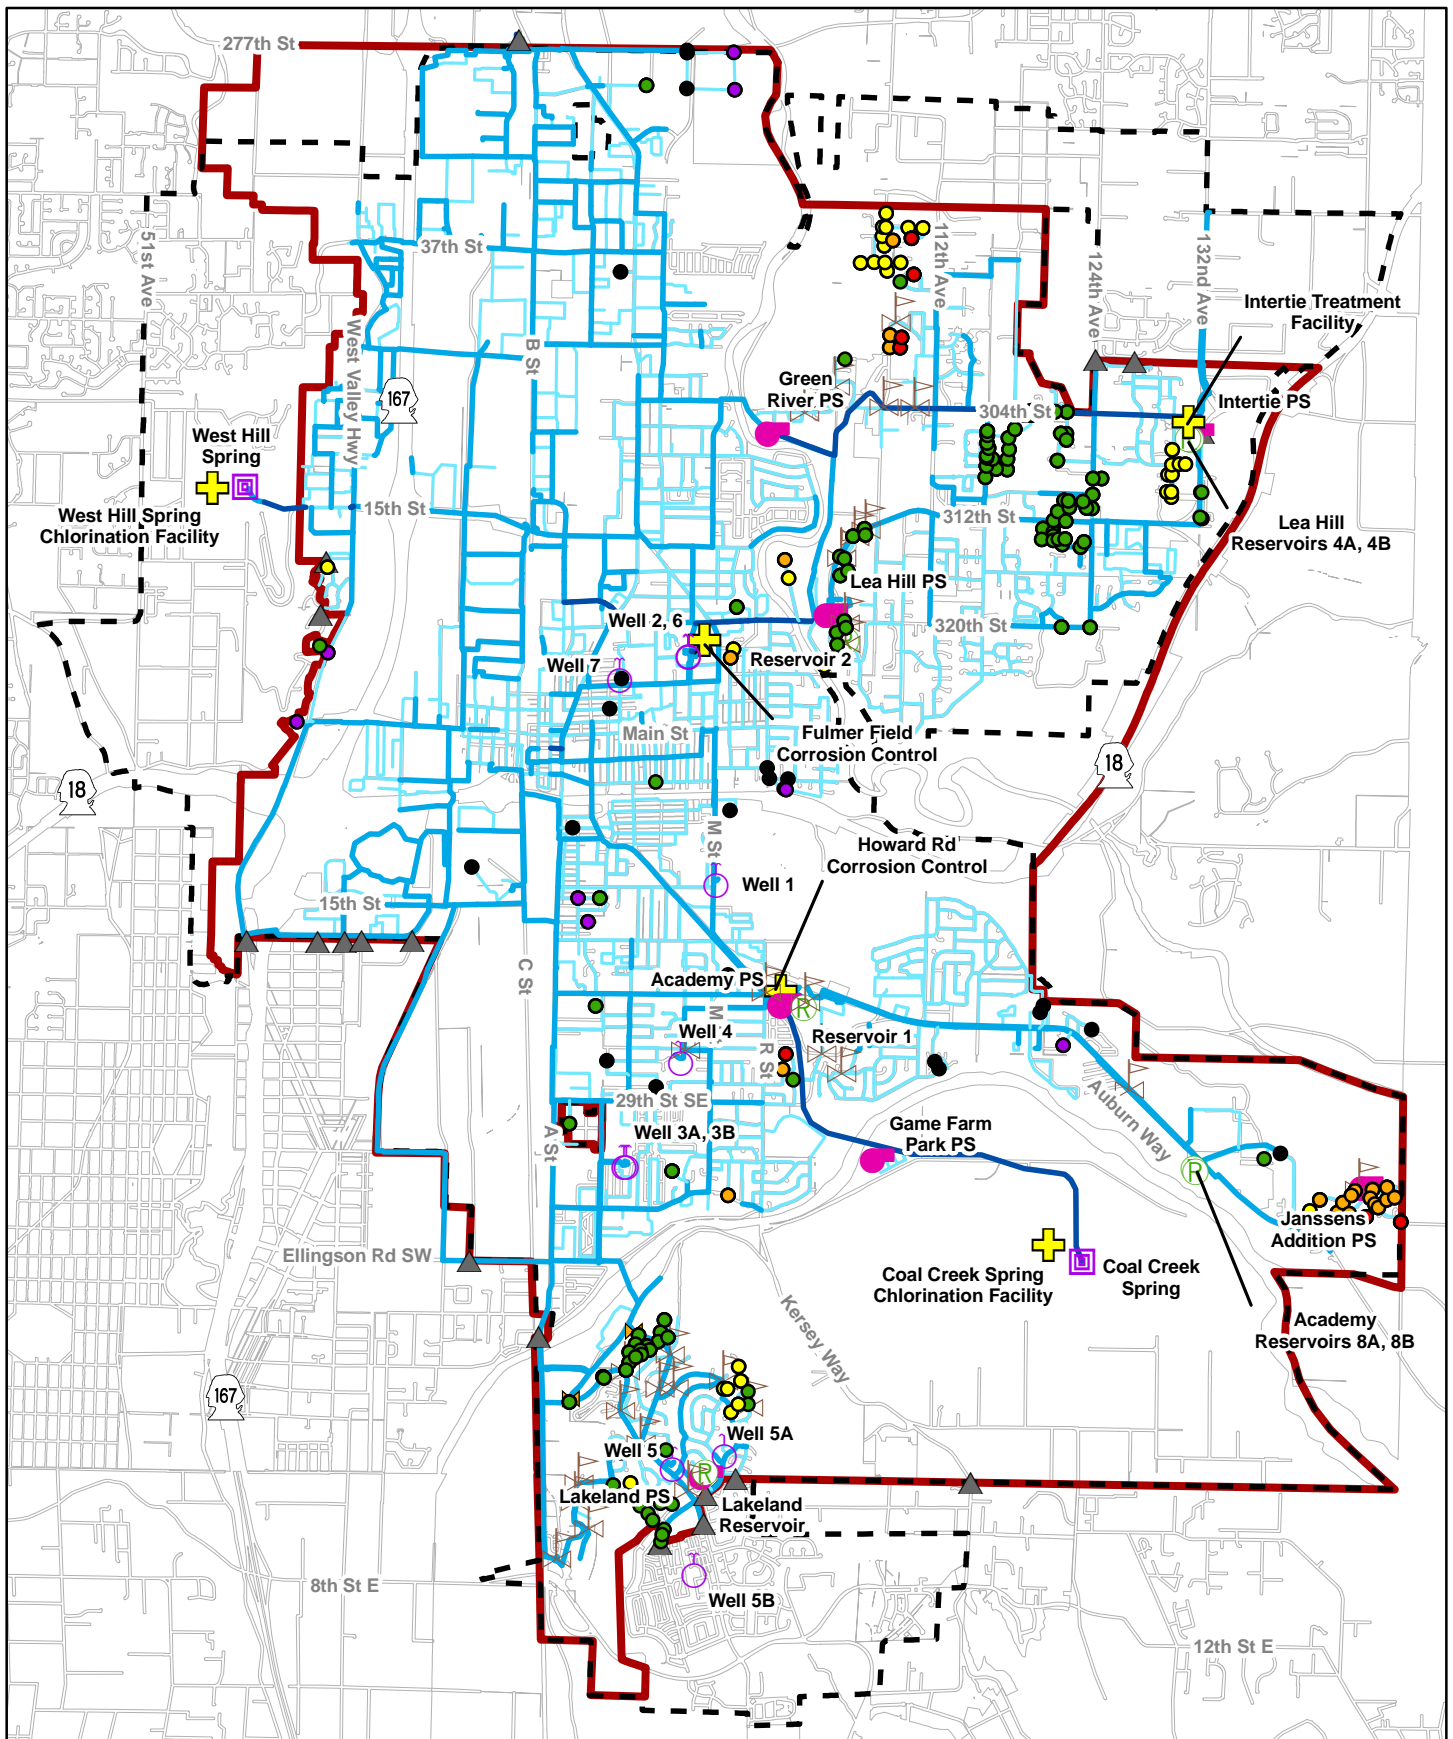 277th St
51st Ave
37th St
112th Ave
124th Ave
132nd Ave
Intertie Treatment
Facility
West Valley Hwy
B St
167
Green
River PS
304th St
Intertie PS
West Hill
Spring
West Hill Spring
Chlorination Facility
15th St
312th St
Lea Hill
Reservoirs 4A, 4B
Lea Hill PS
Well 2, 6
320th St
Well 7
Reservoir 2
R
Main St
Fulmer Field
Corrosion Control
18
18
M St
Howard Rd
Corrosion Control
Well 1
15th St
C St
Academy PS
R
M St
Well 4
R St
Reservoir 1
29th St SE
A St
Well 3A, 3B
Game Farm
Park PS
Auburn Way
R
Janssens
Addition PS
Ellingson Rd SW
Coal Creek Spring
Chlorination Facility
Coal Creek
Spring
Kersey Way
Academy
Reservoirs 8A, 8B
167
Well 5A
Well 5
R
Lakeland PS
Lakeland
Reservoir
8th St E
Well 5B
12th St E